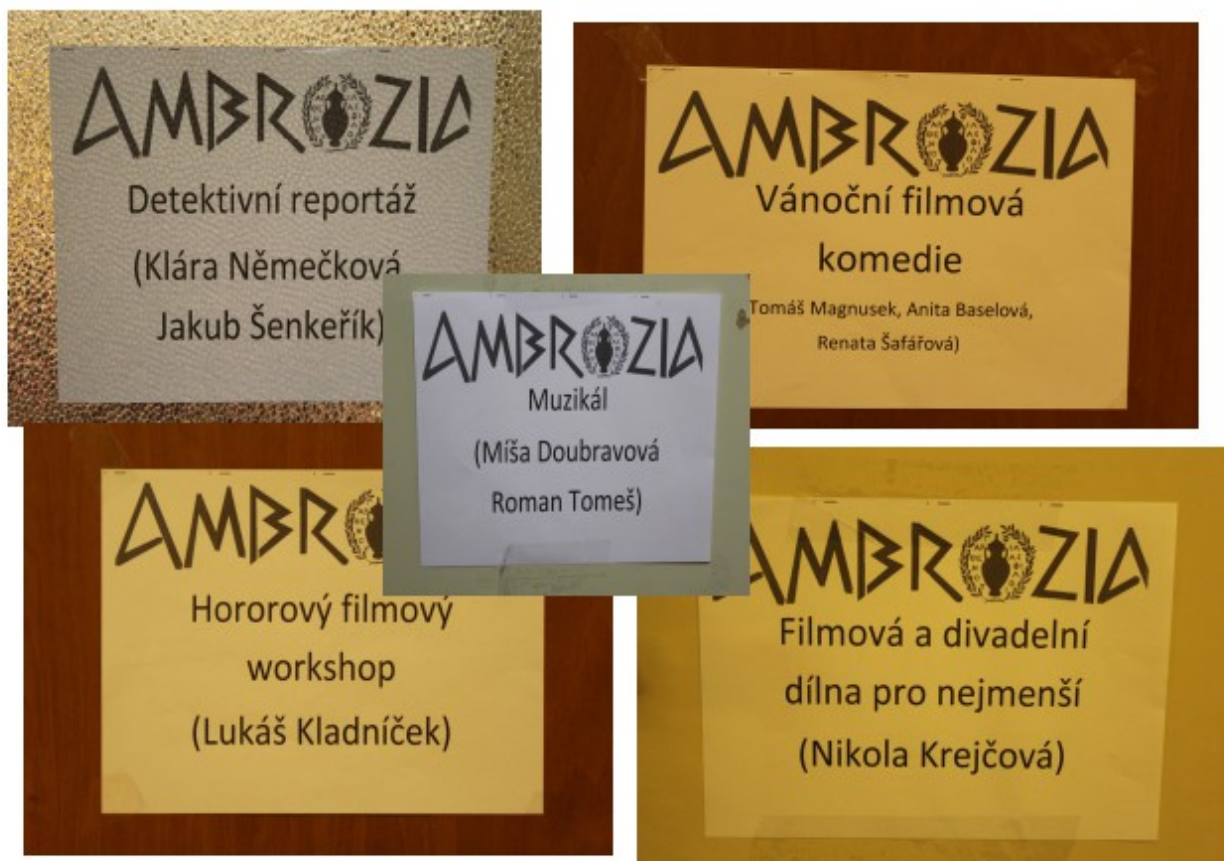 AMBROZIA
Detektivní reportáž
(Klára Němečková
Jakub Šenkeřík)
AMBROZIA
Vánoční filmová
komedie
Tomáš Magnusek, Anita Baselová,
Renata Šafářová)
AMBROZIA
Muzikál
(Míša Doubravová
Roman Tomeš)
AMBRO
Hororový filmový
workshop
(Lukáš Kladníček)
AMBROZIA
Filmová a divadelní
dílna pro nejmenší
(Nikola Krejčová)